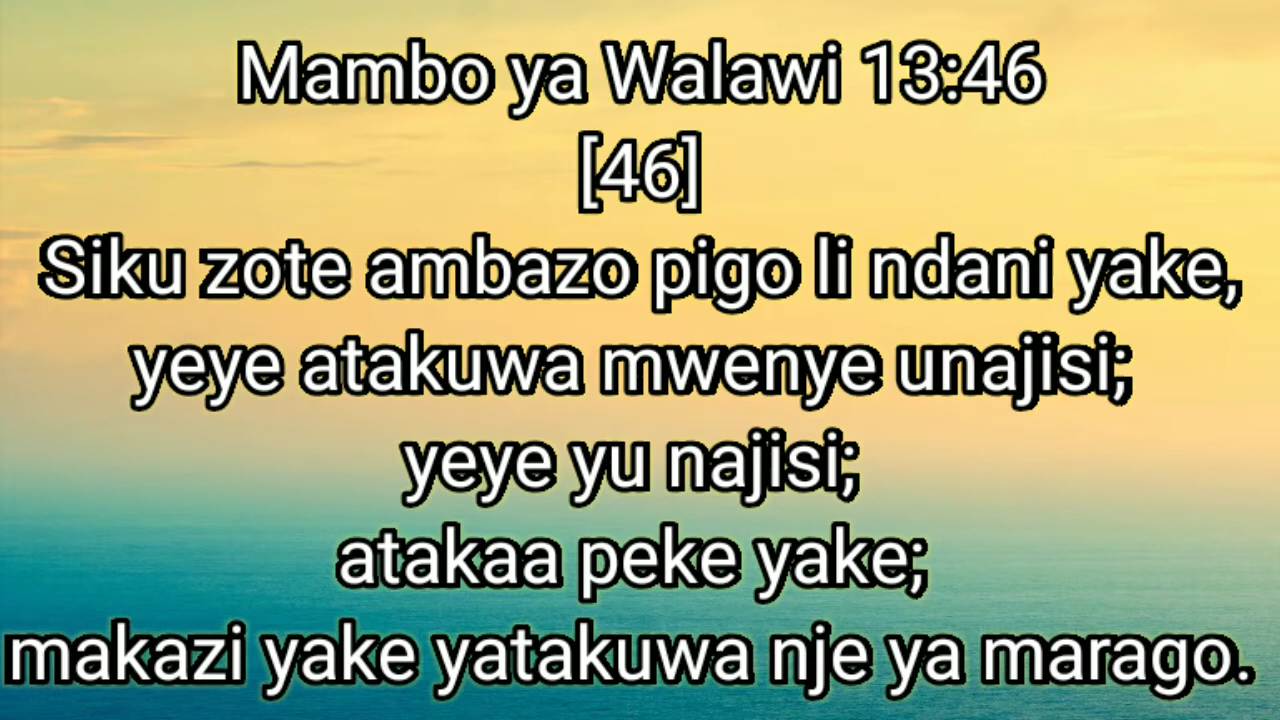 Mambo ya Walawi 13:46
[46]
Siku zote ambazo pigo li ndani yake,
yeye atakuwa mwenye unajisi;
yeye yu najisi;
atakaa peke yake;
makazi yake yatakuwa nje ya marago.